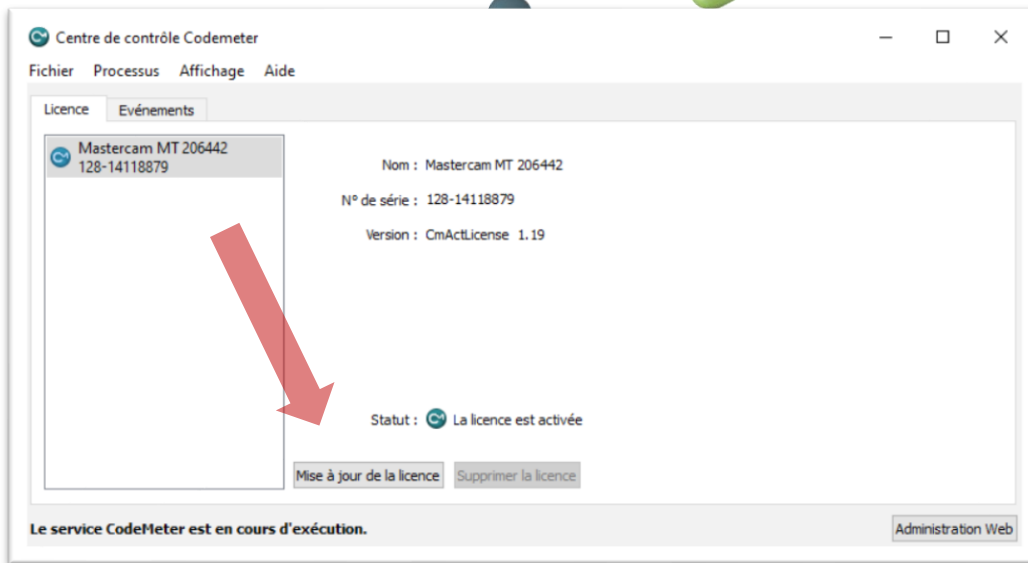 Centre de contrôle Codemeter
Fichier Processus Affichage Aide
Licence Evénements
Mastercam MT 206442
128-14118879
Nom : Mastercam MT 206442
N° de série : 128-14118879
Version : CmActLicense 1.19
Statut : La licence est activée
Mise à jour de la licence Supprimer la licence
Le service CodeMeter est en cours d'exécution.
Administration Web